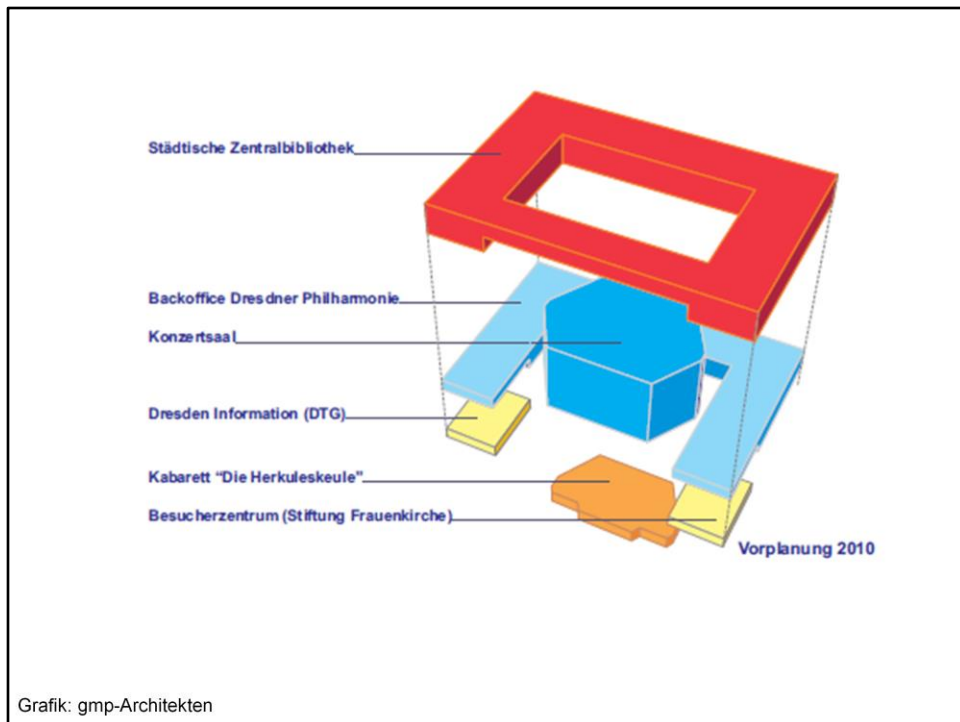 Städtische Zentralbibliothek
Backoffice Dresdner Philharmonie
Konzertsaal
Dresden Information (DTG)
Kabarett "Die Herkuleskeule"
Besucherzentrum (Stiftung Frauenkirche)
Vorplanung 2010
Grafik: gmp-Architekten